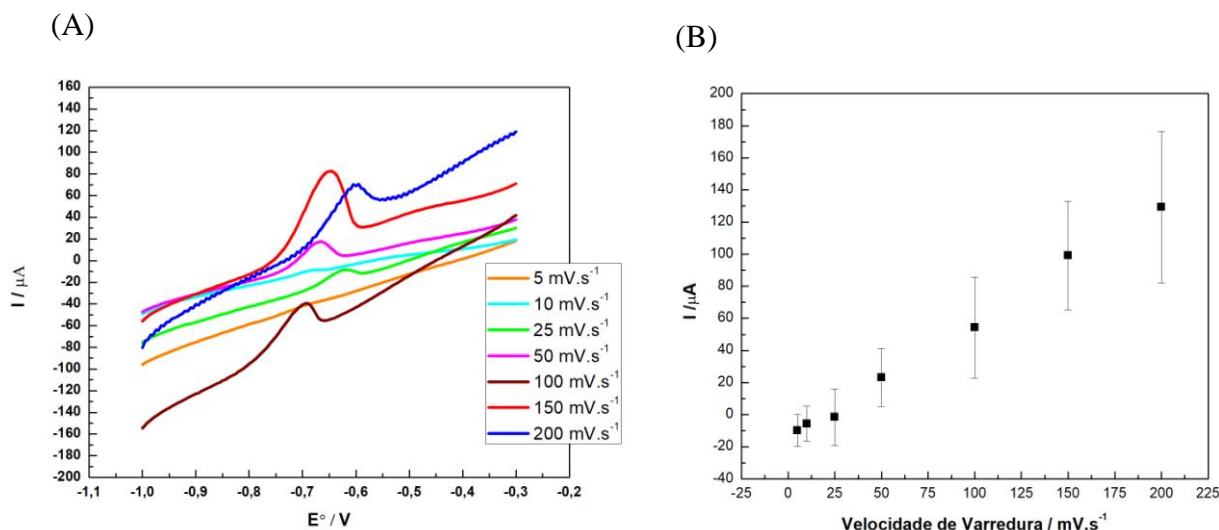 (A)
(B)
160
140
120
100
80
60
40
20
0
-20
-40
-60
-80
-100
-120
-140
-160
-180
-200
I / µA
-1,1 -1,0 -0,9 -0,8 -0,7 -0,6 -0,5 -0,4 -0,3 -0,2
E° / V
5 mV.s⁻¹
10 mV.s⁻¹
25 mV.s⁻¹
50 mV.s⁻¹
100 mV.s⁻¹
150 mV.s⁻¹
200 mV.s⁻¹
200
180
160
140
120
100
80
60
40
20
0
-20
-40
I /µA
-25 0 25 50 75 100 125 150 175 200 225
Velocidade de Varredura / mV.s⁻¹